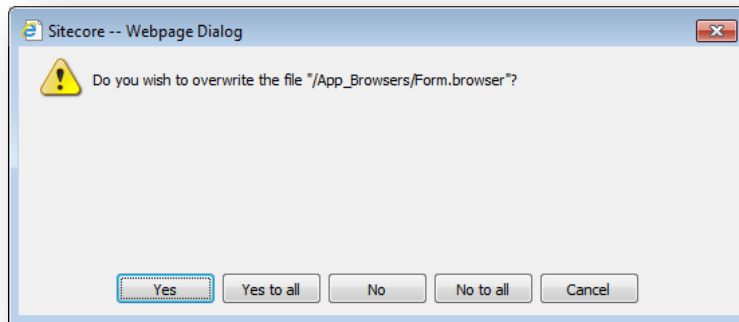 Sitecore -- Webpage Dialog
Do you wish to overwrite the file "/App_Browsers/Form.browser"?
Yes Yes to all No No to all Cancel